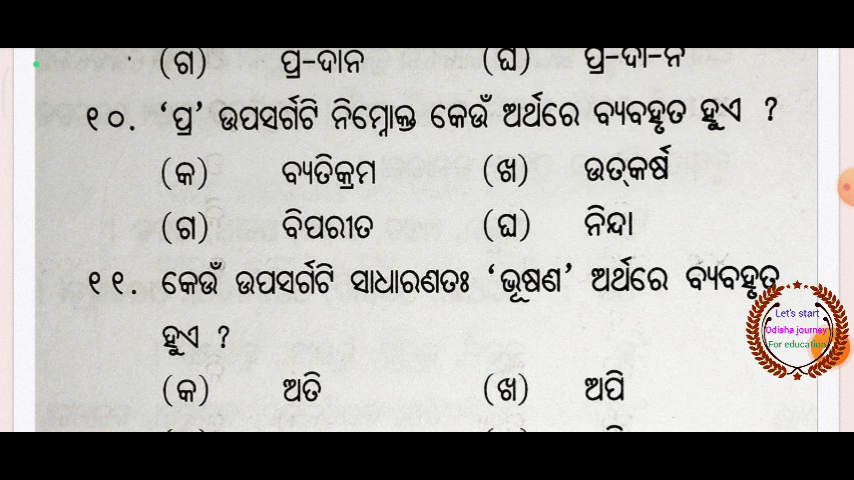 (ଗ) ପ୍ର-ଦାନ (ଘ) ପ୍ର-ଦା-ନ
୧୦. ‘ପ୍ର’ ଉପସର୍ଗଟି ନିମ୍ନୋକ୍ତ କେଉଁ ଅର୍ଥରେ ବ୍ୟବହୃତ ହୁଏ ?
(କ) ବ୍ୟତିକ୍ରମ (ଖ) ଉତ୍କର୍ଷ
(ଗ) ବିପରୀତ (ଘ) ନିନ୍ଦା
୧୧. କେଉଁ ଉପସର୍ଗଟି ସାଧାରଣତଃ ‘ଭୂଷଣ’ ଅର୍ଥରେ ବ୍ୟବହୃତ
ହୁଏ ?
(କ) ଅତି (ଖ) ଅପି
Let's start
Odisha journey
For education